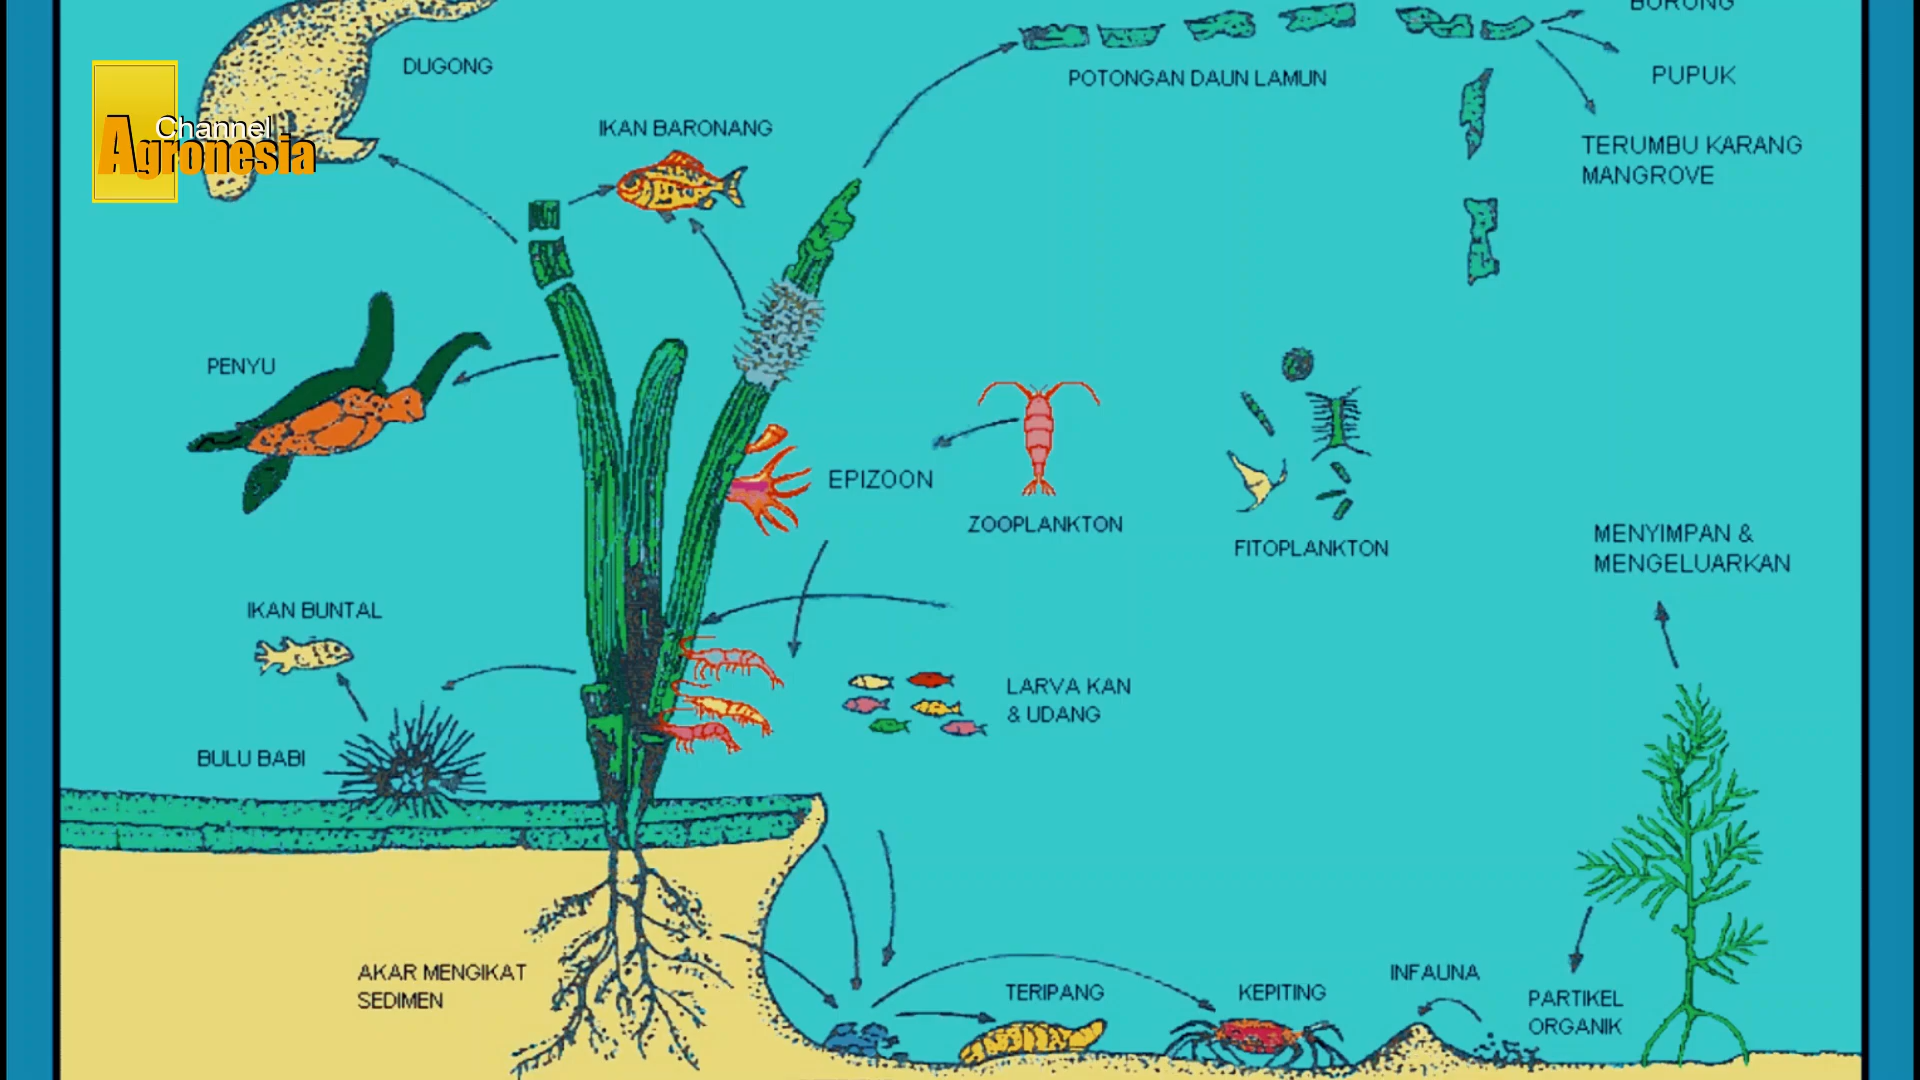 BORONG
DUGONG
POTONGAN DAUN LAMUN
PUPUK
Channel
Agronesia
IKAN BARONANG
TERUMBU KARANG
MANGROVE
PENYU
EPIZOON
ZOOPLANKTON
FITOPLANKTON
MENYIMPAN &
MENGELUARKAN
IKAN BUNTAL
LARVA KAN
& UDANG
BULU BABI
AKAR MENGIKAT
SEDIMEN
TERIPANG
KEPITING
INFAUNA
PARTIKEL
ORGANIK